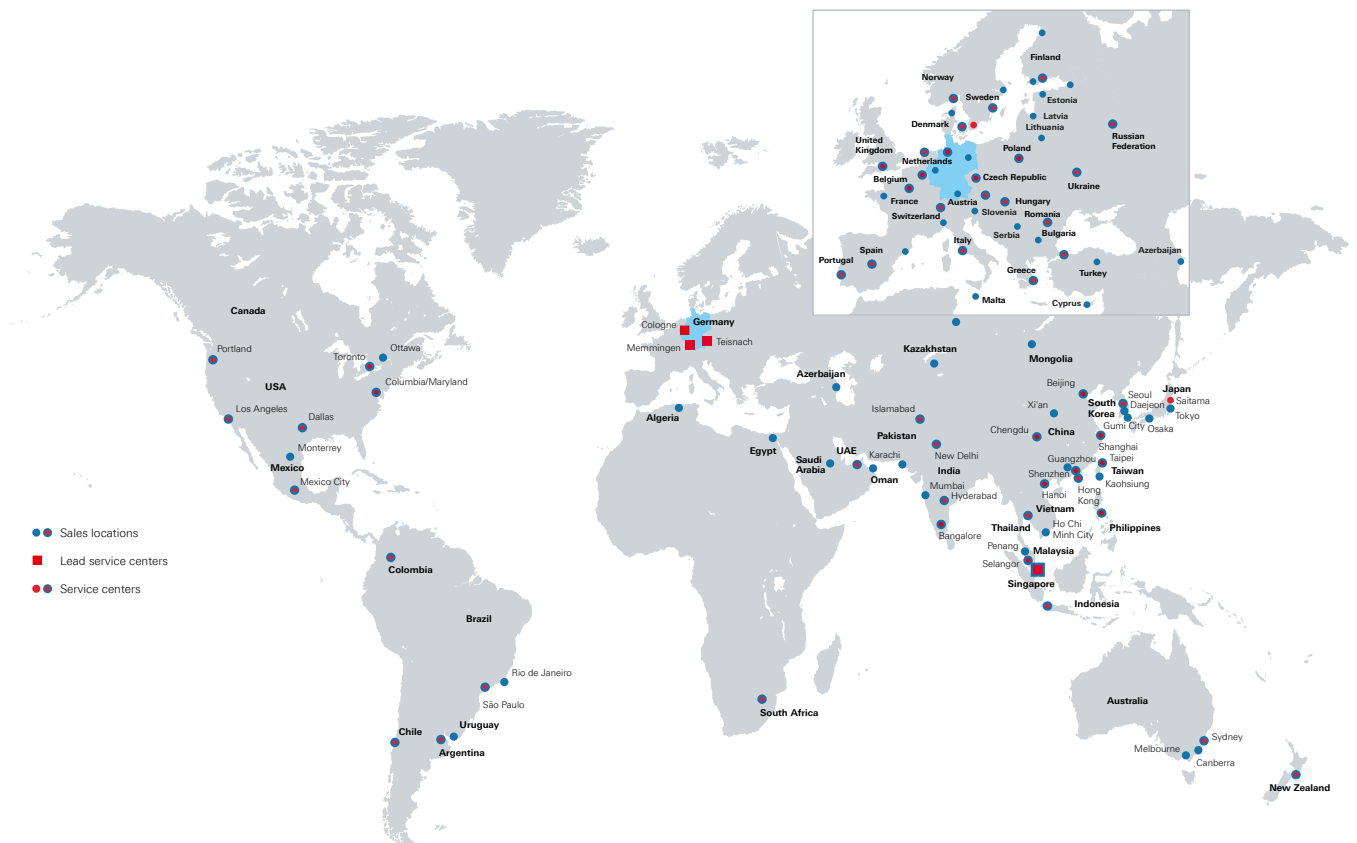 Finland
Norway
Sweden
Estonia
Latvia
Denmark
Lithuania
United
Kingdom
Russian
Federation
Poland
Netherlands
Czech Republic
Belgium
Ukraine
France
Austria
Hungary
Slovenia
Switzerland
Romania
Serbia
Bulgaria
Spain
Italy
Azerbaijan
Portugal
Greece
Turkey
Malta
Cyprus
Canada
Cologne
Germany
Memmingen
Teisnach
Portland
Toronto
Ottawa
Kazakhstan
Mongolia
USA
Columbia/Maryland
Azerbaijan
Beijing
Japan
Seoul
Saitama
South
Korea
Daejeon
Los Angeles
Dallas
Algeria
Islamabad
Xi'an
Tokyo
Gumi City
Osaka
Chengdu
China
Pakistan
Shanghai
Monterrey
Mexico
Egypt
Saudi
Arabia
UAE
Karachi
New Delhi
India
Guangzhou
Taipei
Taiwan
Shenzhen
Oman
Kaohsiung
Mexico City
Mumbai
Hyderabad
Hanoi
Hong
Kong
Vietnam
Thailand
Ho Chi
Minh City
Philippines
Bangalore
Sales locations
Penang
Malaysia
Lead service centers
Selangor
Colombia
Singapore
Service centers
Indonesia
Brazil
Rio de Janeiro
São Paulo
South Africa
Australia
Uruguay
Chile
Argentina
Sydney
Melbourne
Canberra
New Zealand